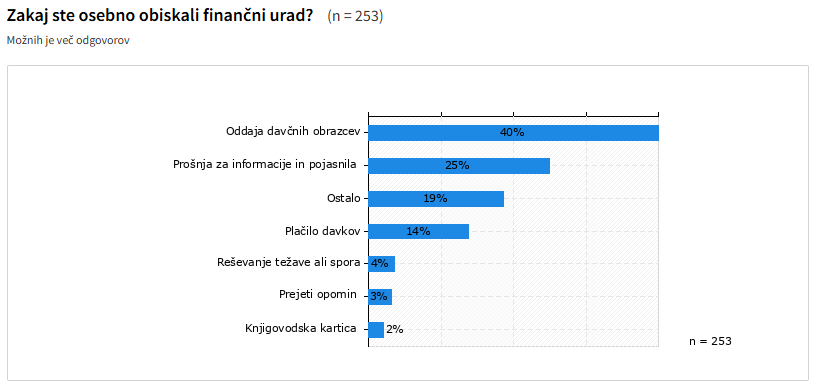 Zakaj ste osebno obiskali finančni urad? (n = 253)
Možnih je več odgovorov
Oddaja davčnih obrazcev 40%
Prošnja za informacije in pojasnila 25%
Ostalo 19%
Plačilo davkov 14%
Reševanje težave ali spora 4%
Prejeti opomin 3%
Knjigovodska kartica 2%
n = 253